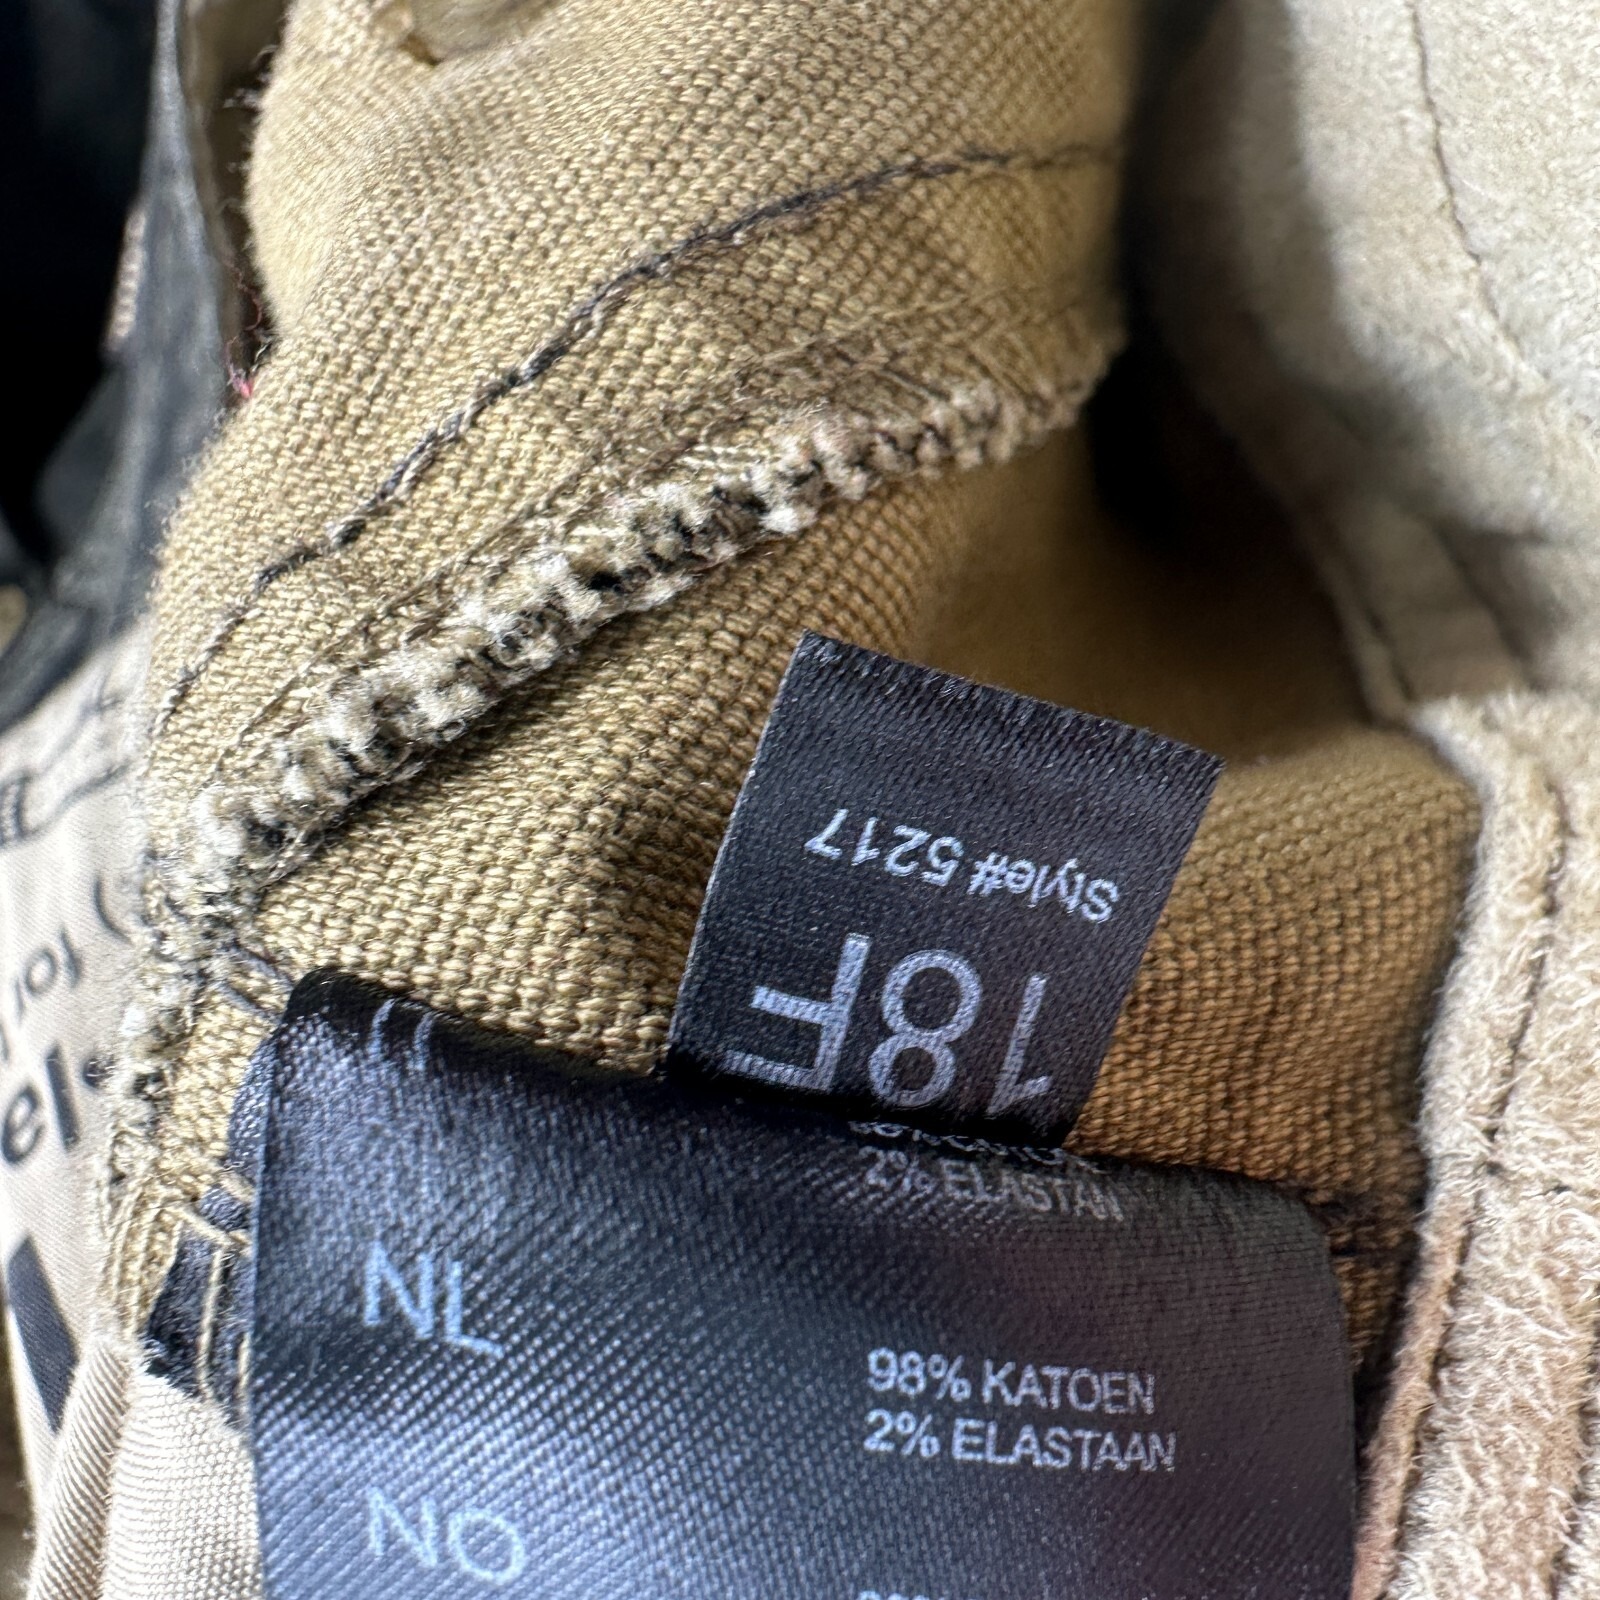 Style# 5217
18F
2% ELASTAN
NL
98% KATOEN
2% ELASTAAN
NO